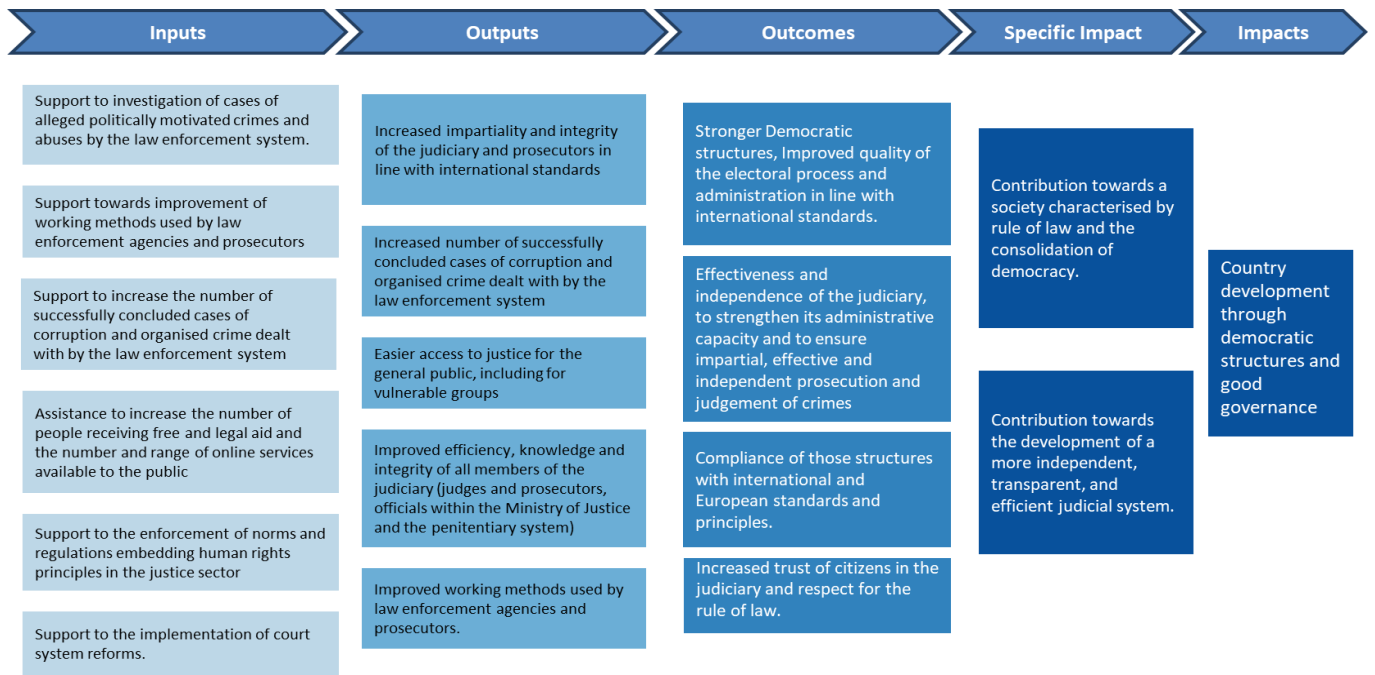 Inputs
Outputs
Outcomes
Specific Impact
Impacts
Support to investigation of cases of
alleged politically motivated crimes and
abuses by the law enforcement system.
Support towards improvement of
working methods used by law
enforcement agencies and prosecutors
Support to increase the number of
successfully concluded cases of
corruption and organised crime dealt
with by the law enforcement system
Assistance to increase the number of
people receiving free and legal aid and
the number and range of online services
available to the public
Support to the enforcement of norms and
regulations embedding human rights
principles in the justice sector
Support to the implementation of court
system reforms.
Increased impartiality and integrity
of the judiciary and prosecutors in
line with international standards
Increased number of successfully
concluded cases of corruption and
organised crime dealt with by the
law enforcement system
Easier access to justice for the
general public, including for
vulnerable groups
Improved efficiency, knowledge and
integrity of all members of the
judiciary (judges and prosecutors,
officials within the Ministry of Justice
and the penitentiary system)
Improved working methods used by
law enforcement agencies and
prosecutors.
Stronger Democratic
structures, Improved quality of
the electoral process and
administration in line with
international standards.
Effectiveness and
independence of the judiciary,
to strengthen its administrative
capacity and to ensure
impartial, effective and
independent prosecution and
judgement of crimes
Compliance of those structures
with international and
European standards and
principles.
Increased trust of citizens in the
judiciary and respect for the
rule of law.
Contribution towards a
society characterised by
rule of law and the
consolidation of
democracy.
Contribution towards
the development of a
more independent,
transparent, and
efficient judicial system.
Country
development
through
democratic
structures and
good
governance